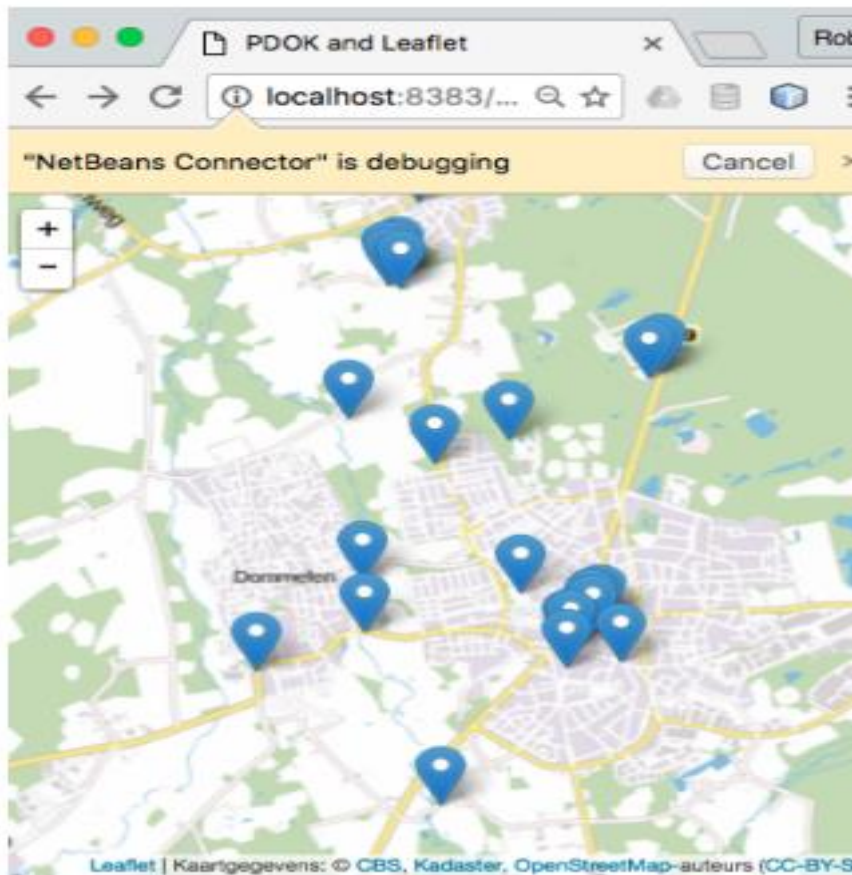 PDOK and Leaflet
Rob
localhost:8383/...
"NetBeans Connector" is debugging
Cancel
weg
+
−
Dommelen
Leaflet | Kaartgegevens: © CBS, Kadaster, OpenStreetMap-auteurs (CC-BY-S